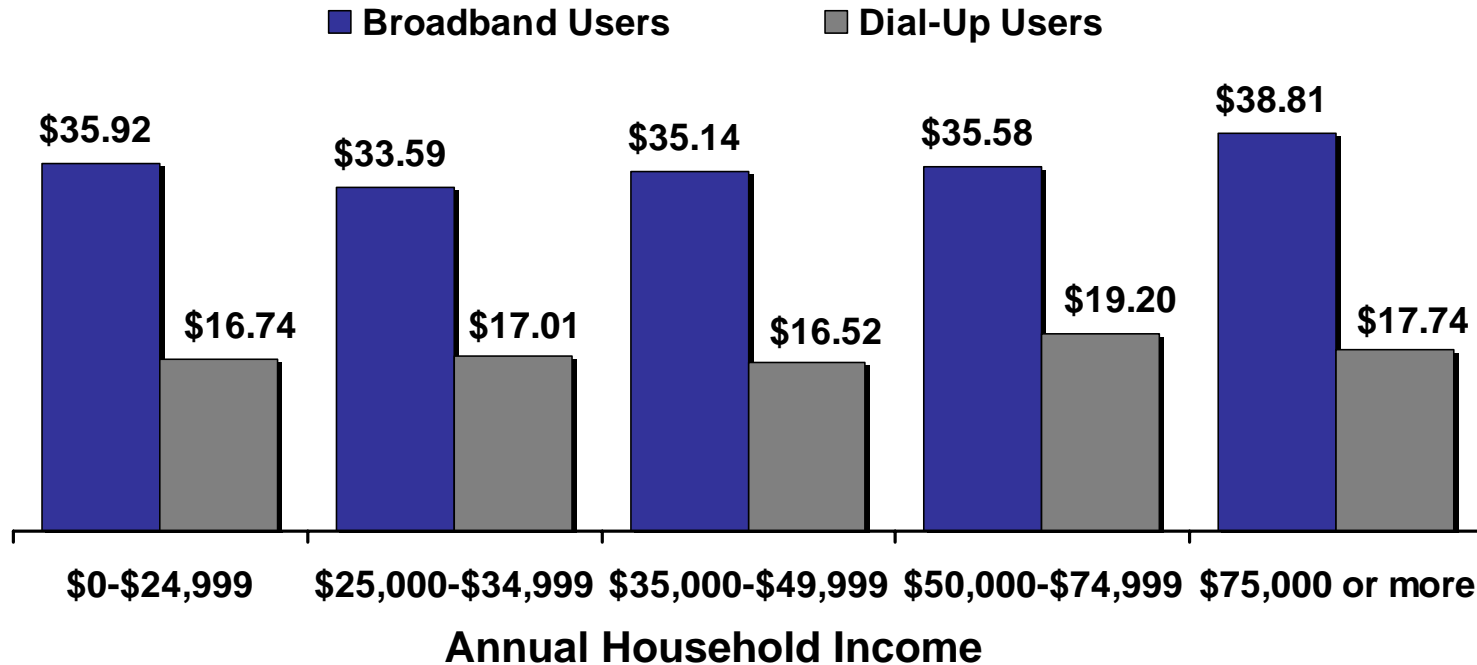 Broadband Users Dial-Up Users
$35.92 $16.74 $33.59 $17.01 $35.14 $16.52 $35.58 $19.20 $38.81 $17.74
$0-$24,999 $25,000-$34,999 $35,000-$49,999 $50,000-$74,999 $75,000 or more
Annual Household Income